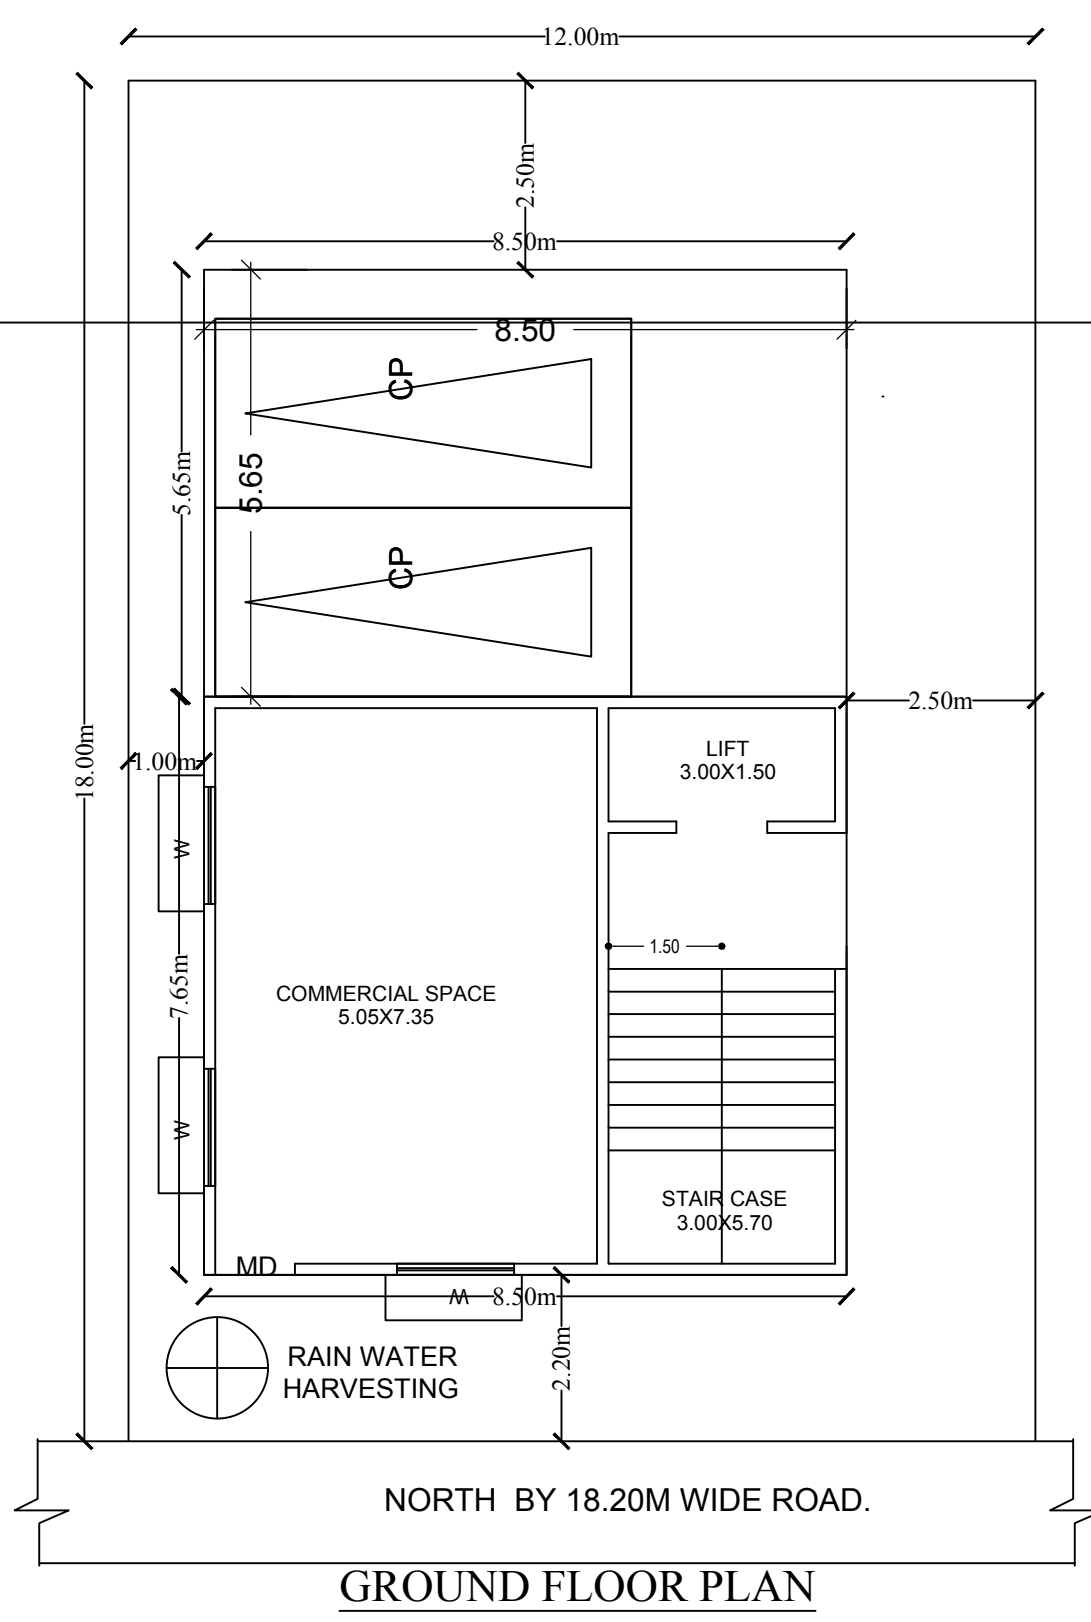 12.00m
2.50m
8.50m
8.50
CP
5.65m
5.65
CP
18.00m
2.50m
1.00m
LIFT
3.00X1.50
W
1.50
7.65m
COMMERCIAL SPACE
5.05X7.35
W
STAIR CASE
3.00X5.70
MD
W
8.50m
2.20m
RAIN WATER
HARVESTING
NORTH BY 18.20M WIDE ROAD.
GROUND FLOOR PLAN